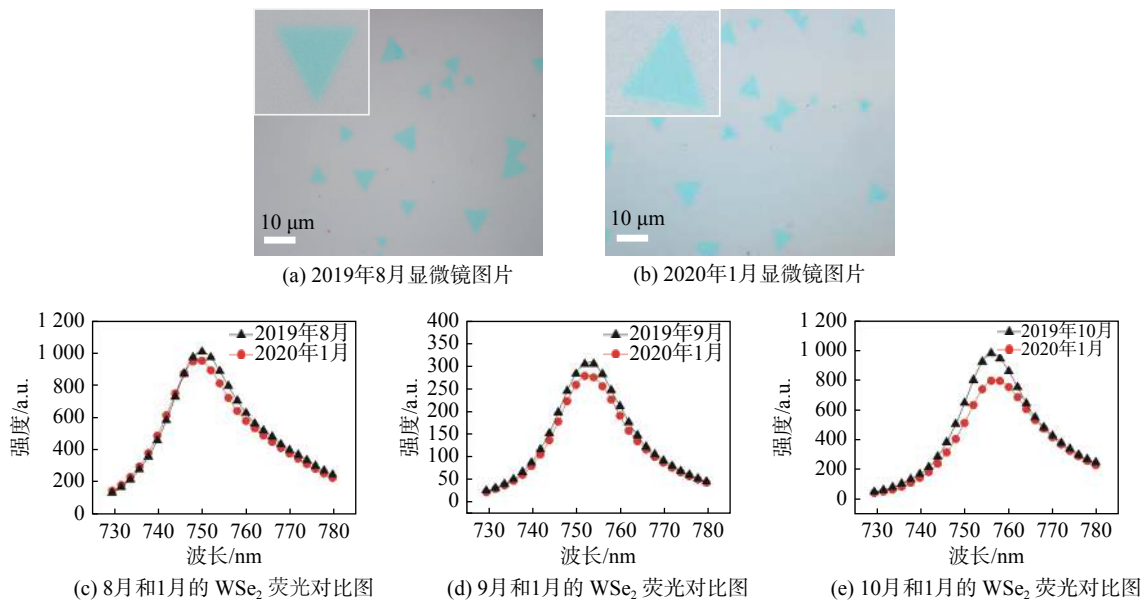 10 μm
10 μm
(a) 2019年8月显微镜图片
(b) 2020年1月显微镜图片
1 200
1 000
800
600
400
200
0
强度/a.u.
2019年8月
2020年1月
730 740 750 760 770 780
波长/nm
(c) 8月和1月的 WSe₂ 荧光对比图
400
350
300
250
200
150
100
50
0
强度/a.u.
2019年9月
2020年1月
730 740 750 760 770 780
波长/nm
(d) 9月和1月的 WSe₂ 荧光对比图
1 200
1 000
800
600
400
200
0
强度/a.u.
2019年10月
2020年1月
730 740 750 760 770 780
波长/nm
(e) 10月和1月的 WSe₂ 荧光对比图